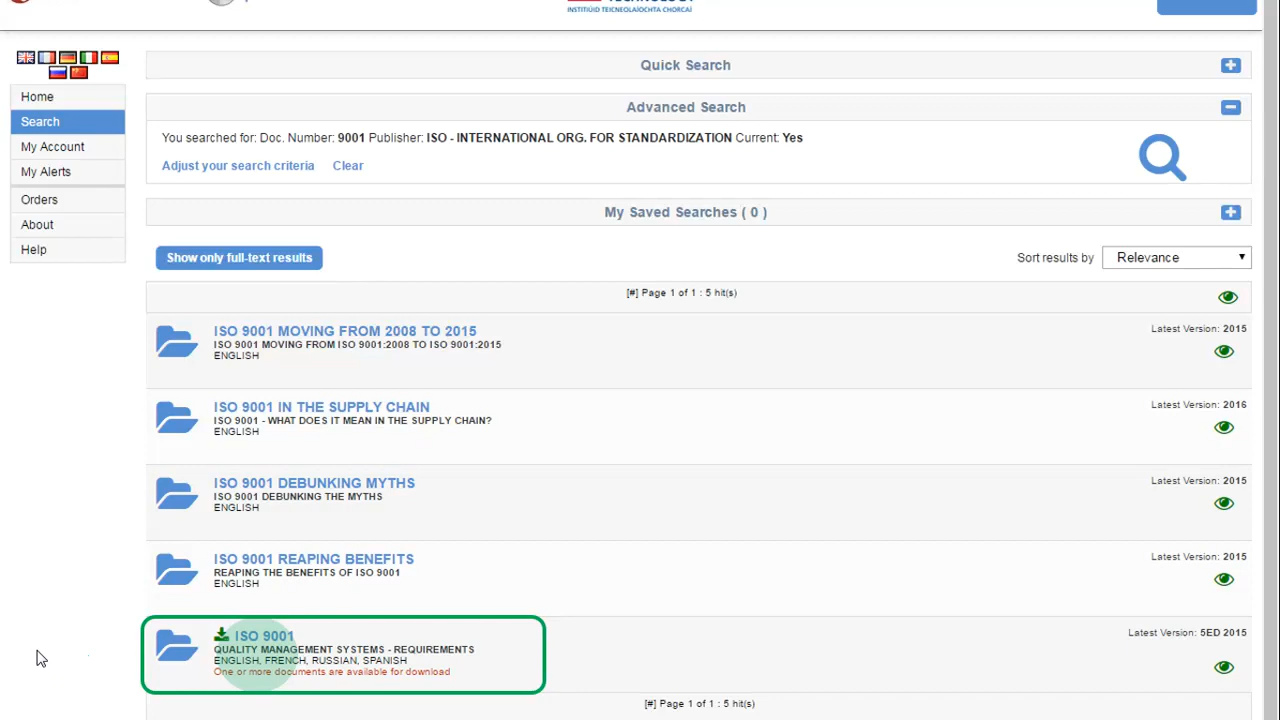 INSTITIÚID TEICNEOLAÍOCHTA CHORCAÍ
Quick Search
Home
Advanced Search
Search
You searched for: Doc. Number: 9001 Publisher: ISO - INTERNATIONAL ORG. FOR STANDARDIZATION Current: Yes
My Account
Adjust your search criteria Clear
My Alerts
Orders
My Saved Searches ( 0 )
About
Help
Show only full-text results
Sort results by Relevance
[#] Page 1 of 1 : 5 hit(s)
ISO 9001 MOVING FROM 2008 TO 2015
Latest Version: 2015
ISO 9001 MOVING FROM ISO 9001:2008 TO ISO 9001:2015
ENGLISH
ISO 9001 IN THE SUPPLY CHAIN
Latest Version: 2016
ISO 9001 - WHAT DOES IT MEAN IN THE SUPPLY CHAIN?
ENGLISH
ISO 9001 DEBUNKING MYTHS
Latest Version: 2015
ISO 9001 DEBUNKING THE MYTHS
ENGLISH
ISO 9001 REAPING BENEFITS
Latest Version: 2015
REAPING THE BENEFITS OF ISO 9001
ENGLISH
ISO 9001
Latest Version: 5ED 2015
QUALITY MANAGEMENT SYSTEMS - REQUIREMENTS
ENGLISH, FRENCH, RUSSIAN, SPANISH
One or more documents are available for download
[#] Page 1 of 1 : 5 hit(s)